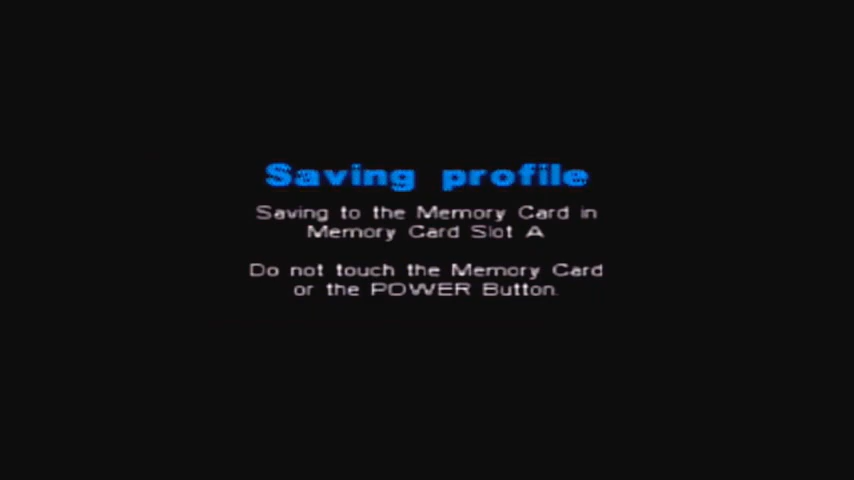 Saving profile
Saving to the Memory Card in
Memory Card Slot A
Do not touch the Memory Card
or the POWER Button.